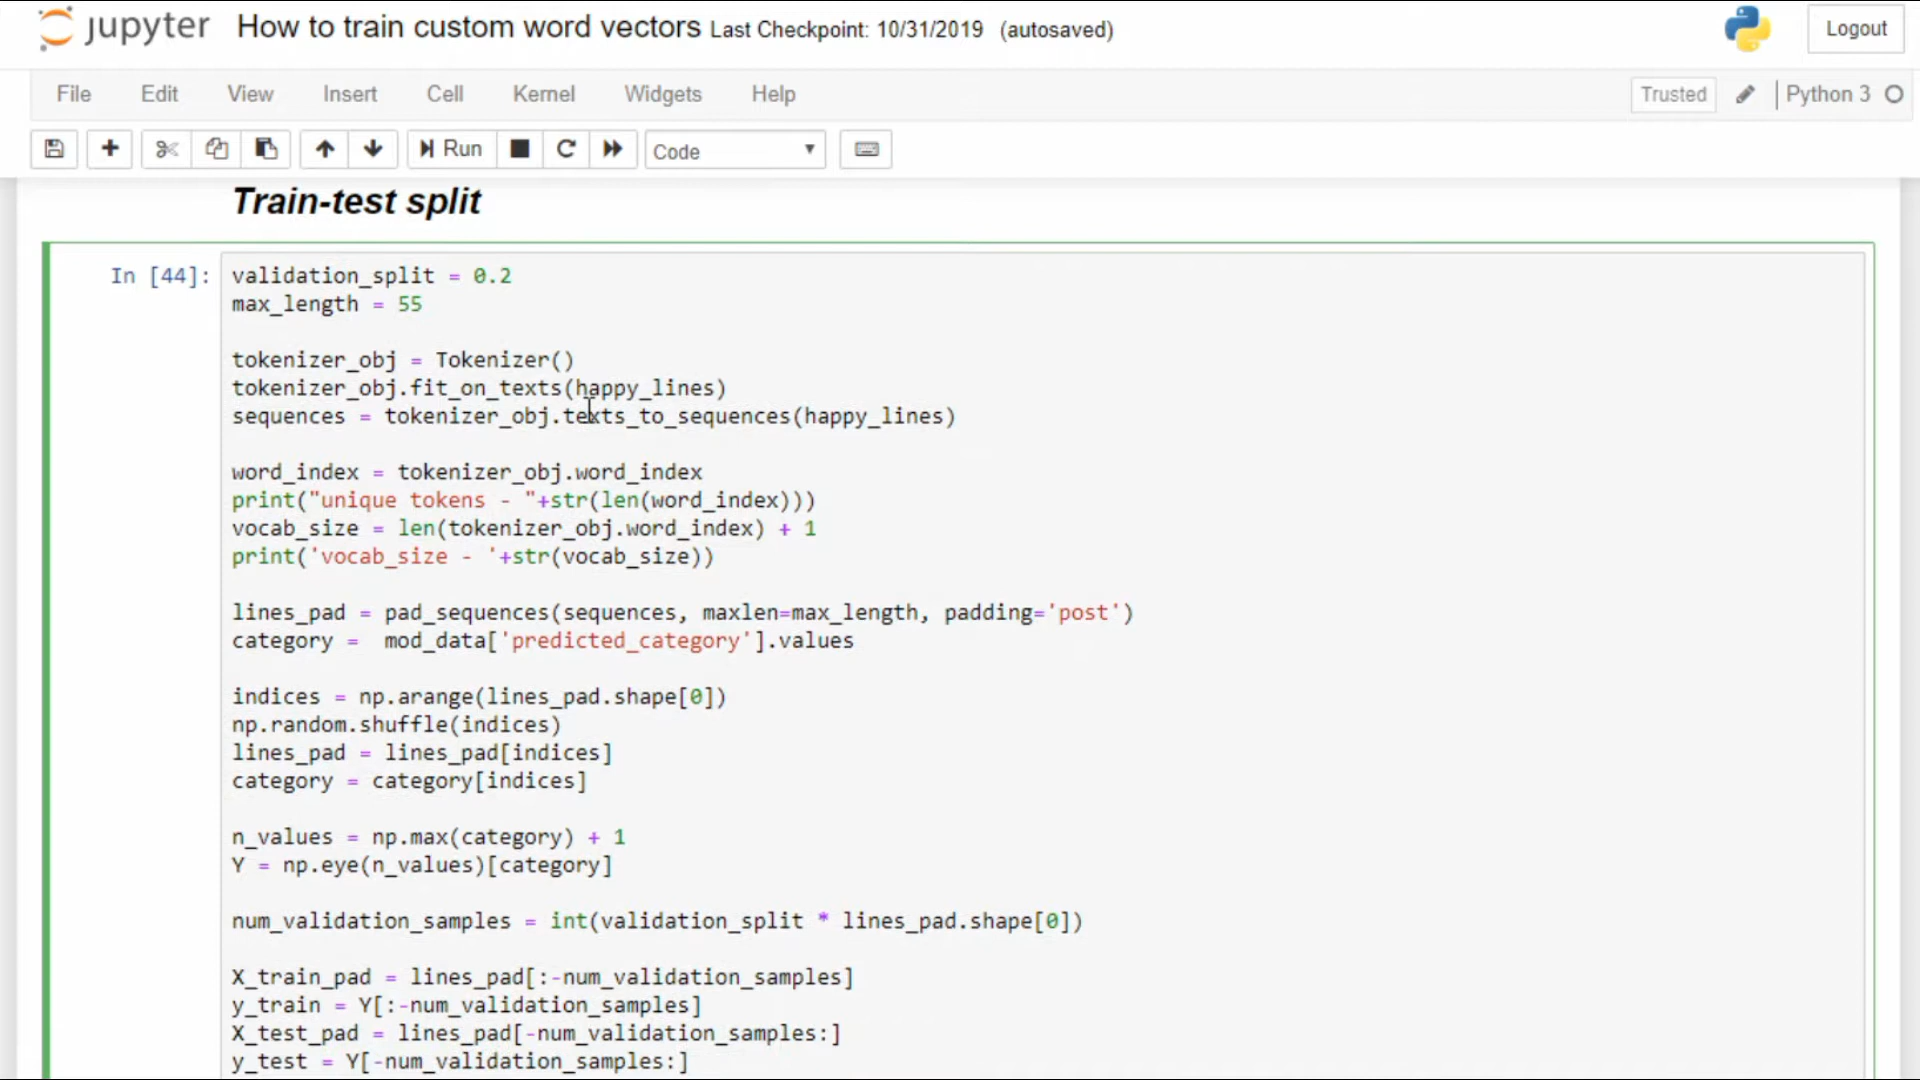 jupyter How to train custom word vectors Last Checkpoint: 10/31/2019 (autosaved) Logout
File Edit View Insert Cell Kernel Widgets Help Trusted Python 3
Run Code
Train-test split
In [44]: validation_split = 0.2
max_length = 55
tokenizer_obj = Tokenizer()
tokenizer_obj.fit_on_texts(happy_lines)
sequences = tokenizer_obj.texts_to_sequences(happy_lines)
word_index = tokenizer_obj.word_index
print("unique tokens - "+str(len(word_index)))
vocab_size = len(tokenizer_obj.word_index) + 1
print('vocab_size - '+str(vocab_size))
lines_pad = pad_sequences(sequences, maxlen=max_length, padding='post')
category =  mod_data['predicted_category'].values
indices = np.arange(lines_pad.shape[0])
np.random.shuffle(indices)
lines_pad = lines_pad[indices]
category = category[indices]
n_values = np.max(category) + 1
Y = np.eye(n_values)[category]
num_validation_samples = int(validation_split * lines_pad.shape[0])
X_train_pad = lines_pad[:-num_validation_samples]
y_train = Y[:-num_validation_samples]
X_test_pad = lines_pad[-num_validation_samples:]
y_test = Y[-num_validation_samples:]